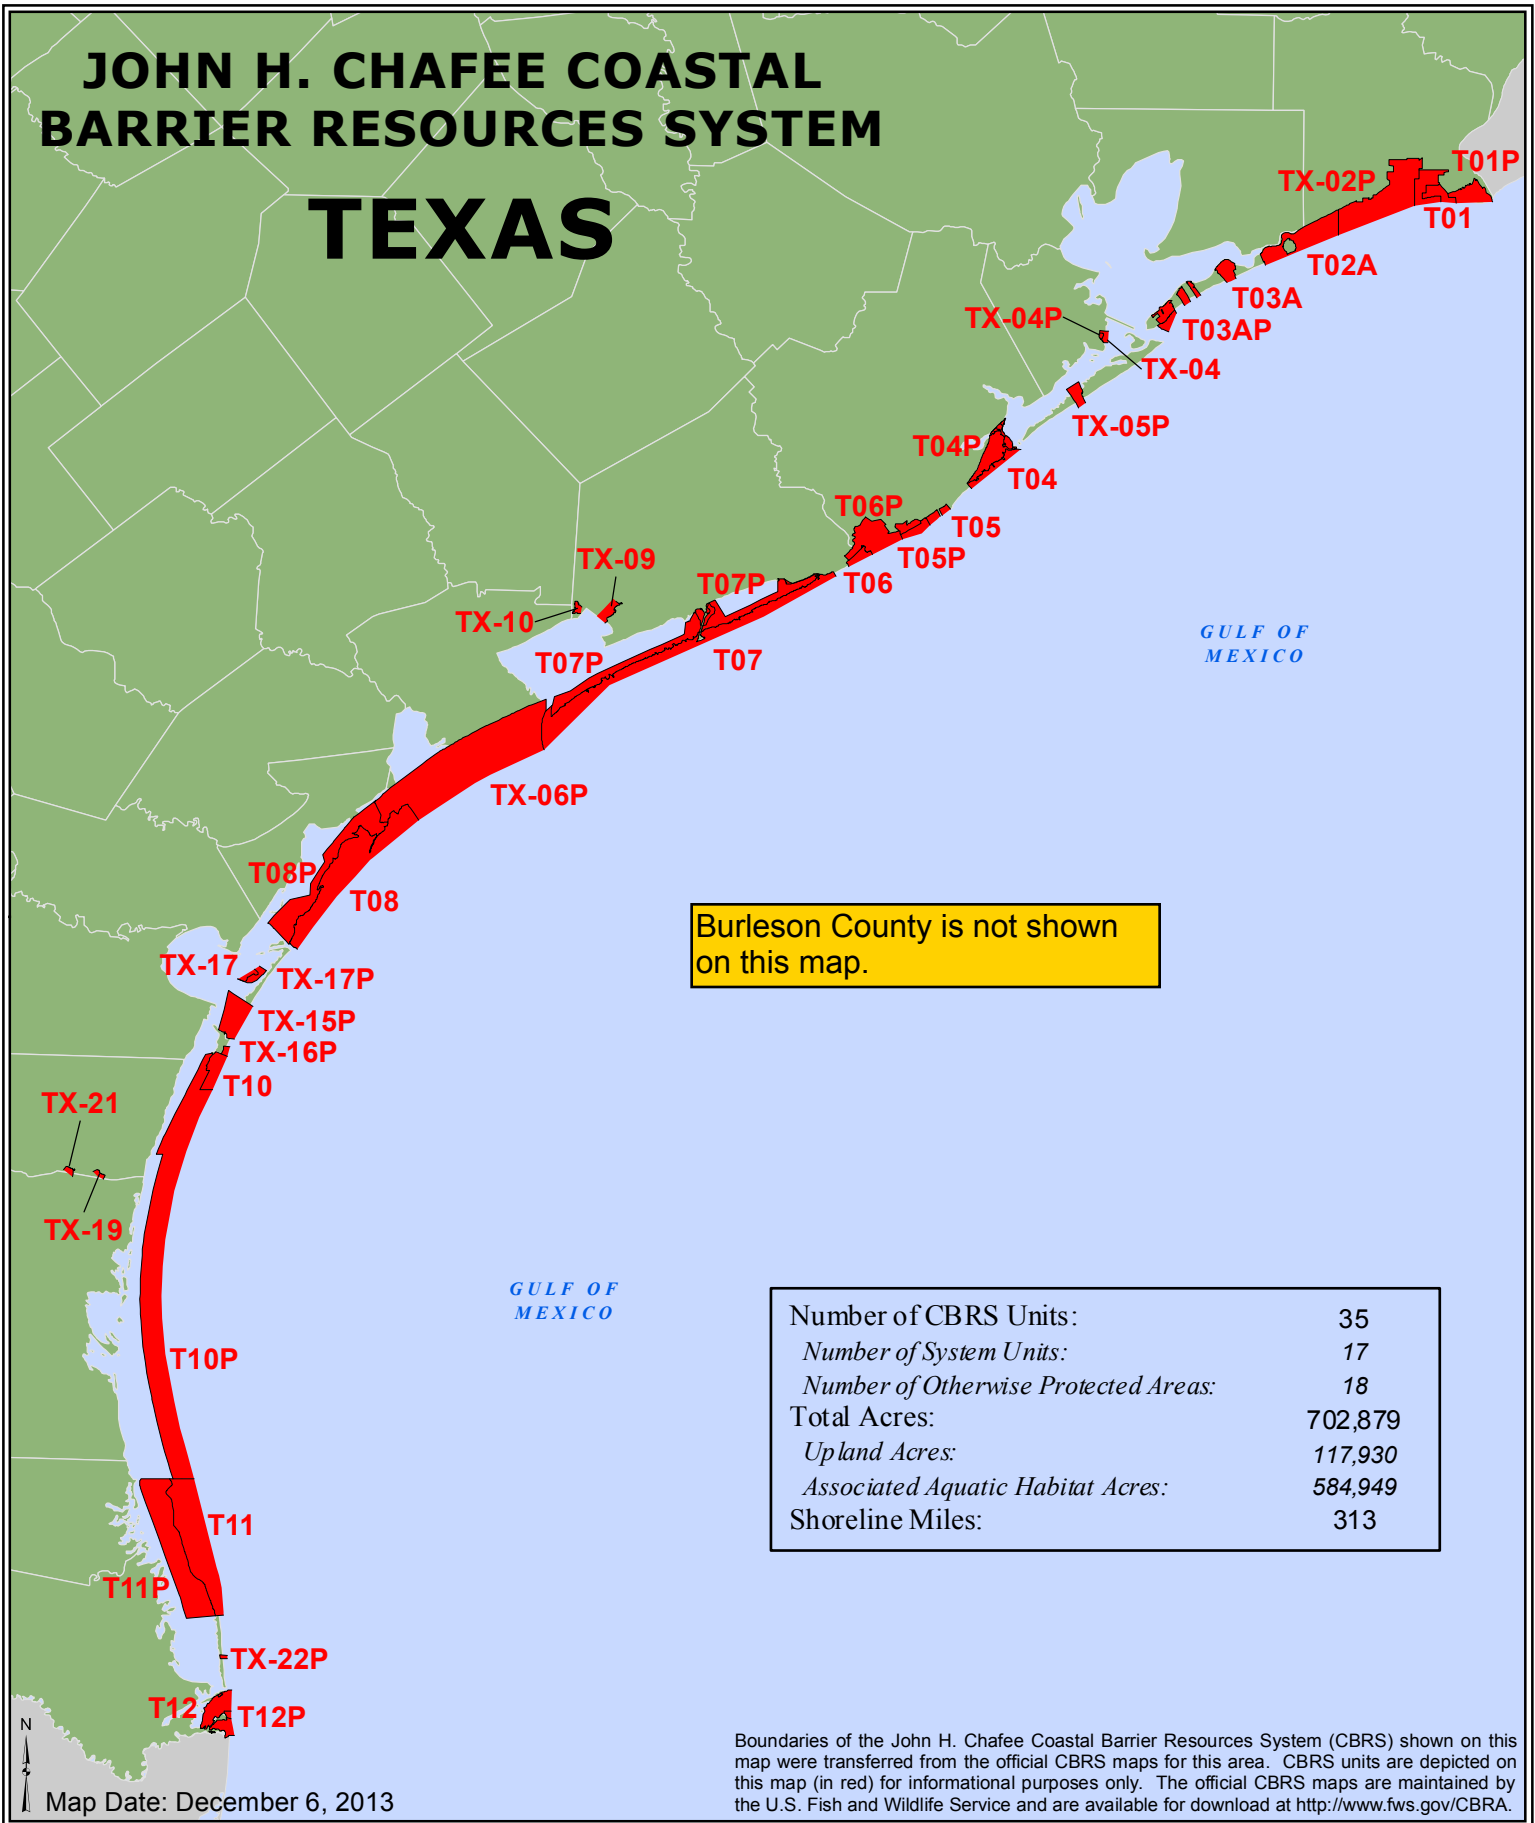 JOHN H. CHAFEE COASTAL
BARRIER RESOURCES SYSTEM
TEXAS
T01P
TX-02P
T01
T02A
T03A
TX-04P
T03AP
TX-04
TX-05P
T04P
T04
T06P
T05
T05P
TX-09
T06
T07P
TX-10
T07P
T07
GULF OF
MEXICO
TX-06P
T08P
T08
Burleson County is not shown
on this map.
TX-17
TX-17P
TX-15P
TX-16P
T10
TX-21
TX-19
GULF OF
MEXICO
T10P
Number of CBRS Units: 35
Number of System Units: 17
Number of Otherwise Protected Areas: 18
Total Acres: 702,879
Upland Acres: 117,930
Associated Aquatic Habitat Acres: 584,949
Shoreline Miles: 313
T11
T11P
TX-22P
T12
T12P
N
Map Date: December 6, 2013
Boundaries of the John H. Chafee Coastal Barrier Resources System (CBRS) shown on this
map were transferred from the official CBRS maps for this area. CBRS units are depicted on
this map (in red) for informational purposes only. The official CBRS maps are maintained by
the U.S. Fish and Wildlife Service and are available for download at http://www.fws.gov/CBRA.